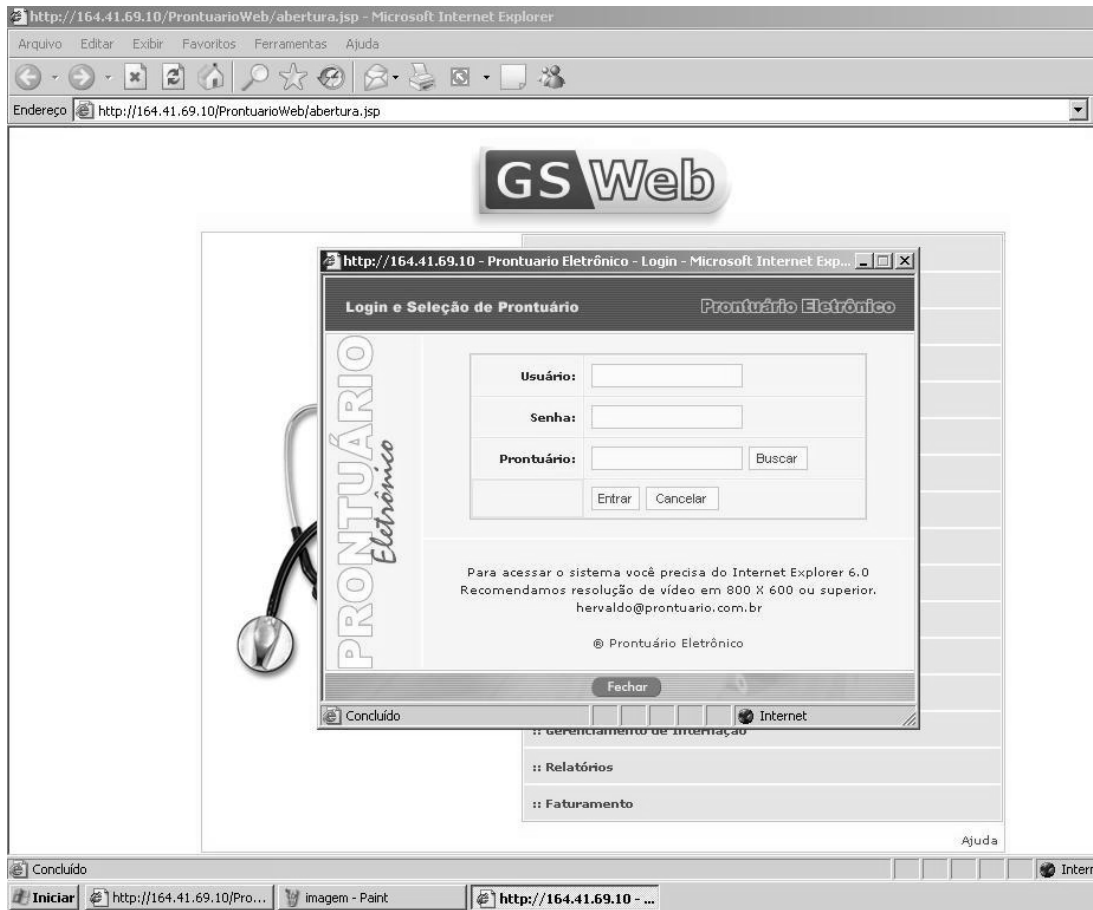 http://164.41.69.10/ProntuarioWeb/abertura.jsp - Microsoft Internet Explorer
Arquivo Editar Exibir Favoritos Ferramentas Ajuda
Endereço http://164.41.69.10/ProntuarioWeb/abertura.jsp
GS Web
http://164.41.69.10 - Prontuario Eletrônico - Login - Microsoft Internet Exp...
Login e Seleção de Prontuário Prontuário Eletrônico
PRONTUÁRIO
Eletrônico
Usuário:
Senha:
Prontuário: Buscar
Entrar Cancelar
Para acessar o sistema você precisa do Internet Explorer 6.0
Recomendamos resolução de vídeo em 800 X 600 ou superior.
hervaldo@prontuario.com.br
® Prontuário Eletrônico
Fechar
Concluído Internet
:: Gerenciamento de Internação
:: Relatórios
:: Faturamento
Ajuda
Concluído Intern
Iniciar http://164.41.69.10/Pro... imagem - Paint http://164.41.69.10 - ...